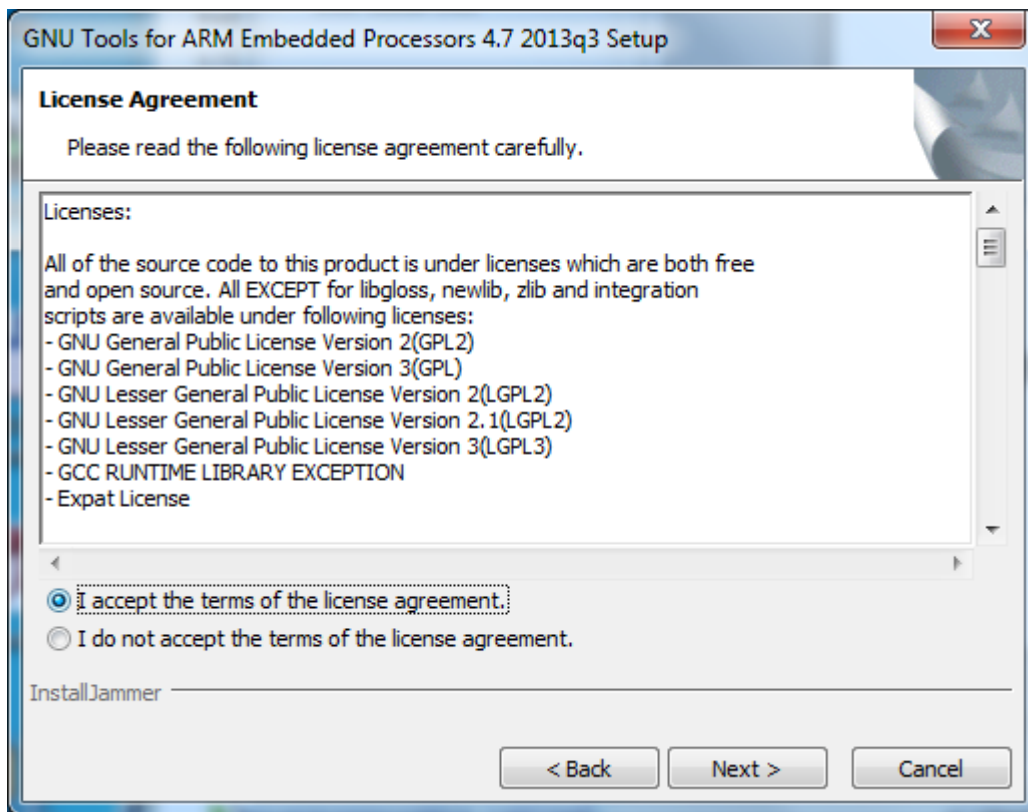 GNU Tools for ARM Embedded Processors 4.7 2013q3 Setup
License Agreement
Please read the following license agreement carefully.
Licenses:
All of the source code to this product is under licenses which are both free
and open source. All EXCEPT for libgloss, newlib, zlib and integration
scripts are available under following licenses:
- GNU General Public License Version 2(GPL2)
- GNU General Public License Version 3(GPL)
- GNU Lesser General Public License Version 2(LGPL2)
- GNU Lesser General Public License Version 2.1(LGPL2)
- GNU Lesser General Public License Version 3(LGPL3)
- GCC RUNTIME LIBRARY EXCEPTION
- Expat License
I accept the terms of the license agreement.
I do not accept the terms of the license agreement.
InstallJammer
< Back Next > Cancel